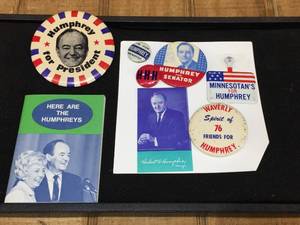 Humphrey
for president
HHH
HUMPHREY
for
SENATOR
MINNESOTAN'S
FOR
HUMPHREY
HERE ARE
THE
HUMPHREYS
WAVERLY
Spirit of
76
FRIENDS FOR
HUMPHREY